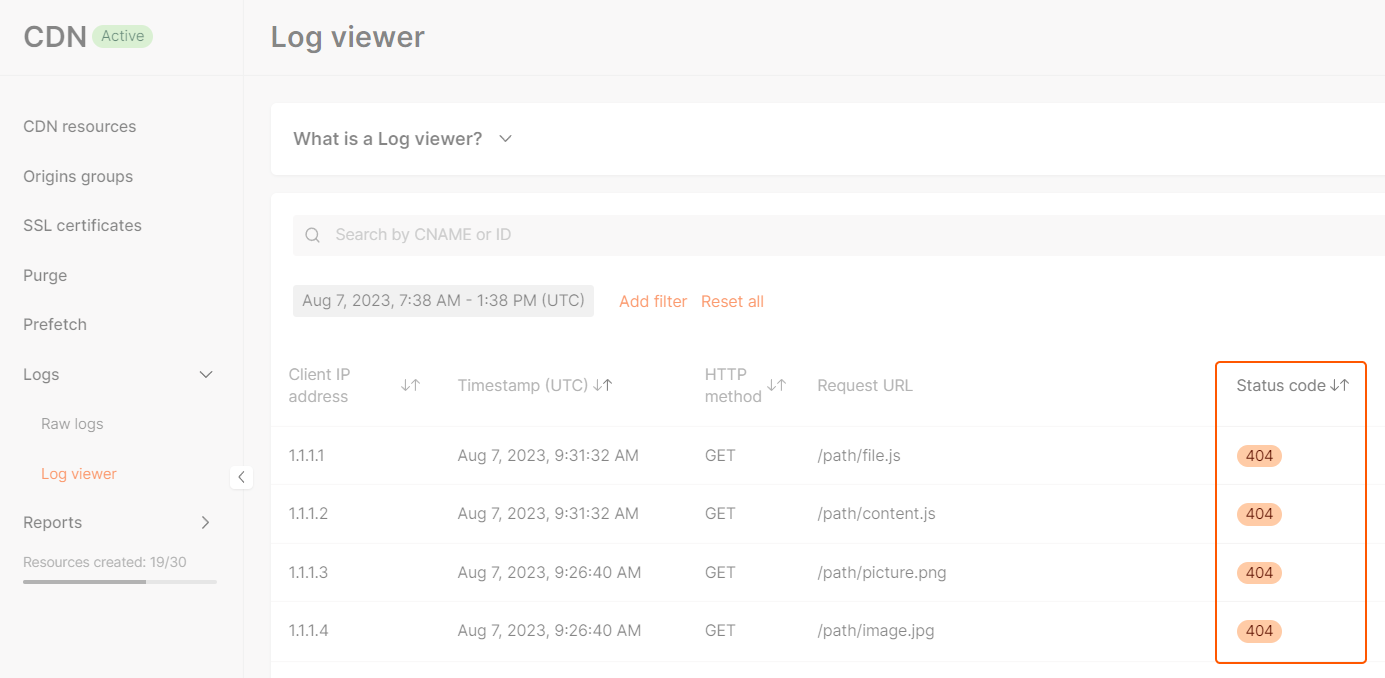 CDN Active
Log viewer
CDN resources
Origins groups
SSL certificates
Purge
Prefetch
Logs
Raw logs
Log viewer
Reports
Resources created: 19/30
What is a Log viewer?
Search by CNAME or ID
Aug 7, 2023, 7:38 AM - 1:38 PM (UTC) Add filter Reset all
Client IP address Timestamp (UTC) HTTP method Request URL Status code
1.1.1.1 Aug 7, 2023, 9:31:32 AM GET /path/file.js 404
1.1.1.2 Aug 7, 2023, 9:31:32 AM GET /path/content.js 404
1.1.1.3 Aug 7, 2023, 9:26:40 AM GET /path/picture.png 404
1.1.1.4 Aug 7, 2023, 9:26:40 AM GET /path/image.jpg 404